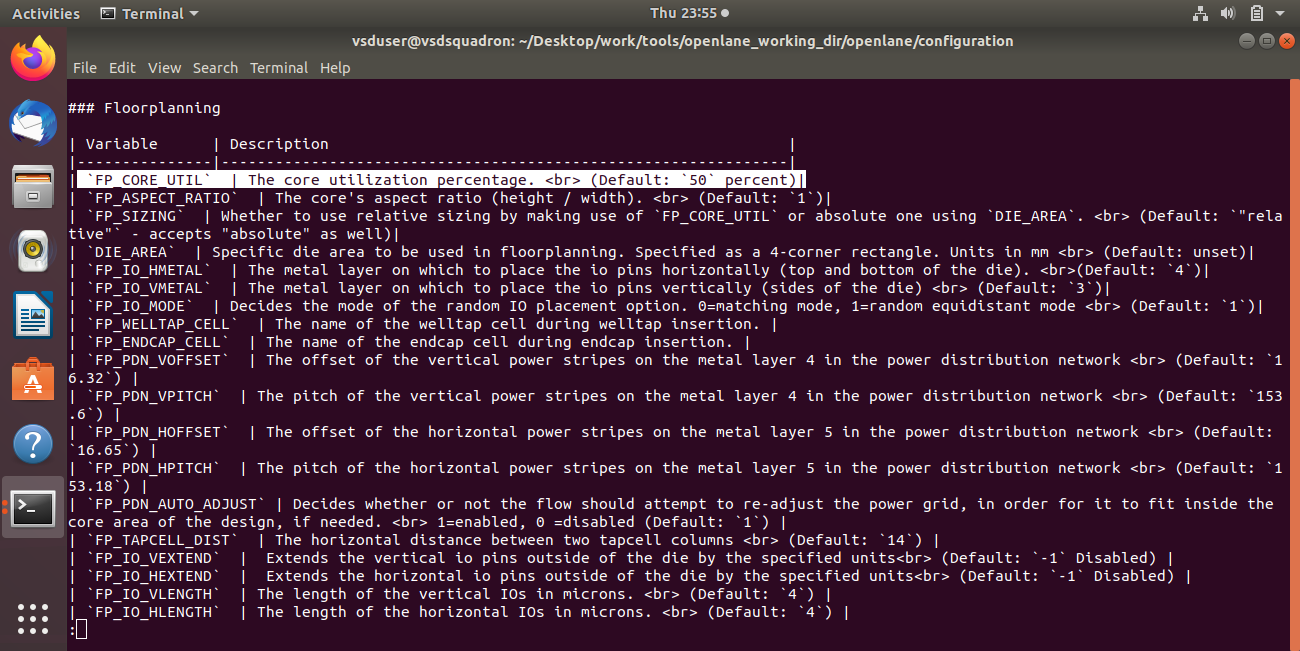 Activities Terminal Thu 23:55
vsduser@vsdsquadron: ~/Desktop/work/tools/openlane_working_dir/openlane/configuration
File Edit View Search Terminal Help
### Floorplanning
| Variable      | Description                                                   |
|---------------|---------------------------------------------------------------|
| `FP_CORE_UTIL`  | The core utilization percentage. <br> (Default: `50` percent)|
| `FP_ASPECT_RATIO`  | The core's aspect ratio (height / width). <br> (Default: `1`)|
| `FP_SIZING`  | Whether to use relative sizing by making use of `FP_CORE_UTIL` or absolute one using `DIE_AREA`. <br> (Default: `"rela
tive"` - accepts "absolute" as well)|
| `DIE_AREA`  | Specific die area to be used in floorplanning. Specified as a 4-corner rectangle. Units in mm <br> (Default: unset)|
| `FP_IO_HMETAL`  | The metal layer on which to place the io pins horizontally (top and bottom of the die). <br>(Default: `4`)|
| `FP_IO_VMETAL`  | The metal layer on which to place the io pins vertically (sides of the die) <br> (Default: `3`)|
| `FP_IO_MODE`  | Decides the mode of the random IO placement option. 0=matching mode, 1=random equidistant mode <br> (Default: `1`)|
| `FP_WELLTAP_CELL`  | The name of the welltap cell during welltap insertion. |
| `FP_ENDCAP_CELL`  | The name of the endcap cell during endcap insertion. |
| `FP_PDN_VOFFSET`  | The offset of the vertical power stripes on the metal layer 4 in the power distribution network <br> (Default: `1
6.32`) |
| `FP_PDN_VPITCH`  | The pitch of the vertical power stripes on the metal layer 4 in the power distribution network <br> (Default: `153
.6`) |
| `FP_PDN_HOFFSET`  | The offset of the horizontal power stripes on the metal layer 5 in the power distribution network <br> (Default:
`16.65`) |
| `FP_PDN_HPITCH`  | The pitch of the horizontal power stripes on the metal layer 5 in the power distribution network <br> (Default: `1
53.18`) |
| `FP_PDN_AUTO_ADJUST` | Decides whether or not the flow should attempt to re-adjust the power grid, in order for it to fit inside the
core area of the design, if needed. <br> 1=enabled, 0 =disabled (Default: `1`) |
| `FP_TAPCELL_DIST`  | The horizontal distance between two tapcell columns <br> (Default: `14`) |
| `FP_IO_VEXTEND`  |  Extends the vertical io pins outside of the die by the specified units<br> (Default: `-1` Disabled) |
| `FP_IO_HEXTEND`  |  Extends the horizontal io pins outside of the die by the specified units<br> (Default: `-1` Disabled) |
| `FP_IO_VLENGTH`  | The length of the vertical IOs in microns. <br> (Default: `4`) |
| `FP_IO_HLENGTH`  | The length of the horizontal IOs in microns. <br> (Default: `4`) |
: